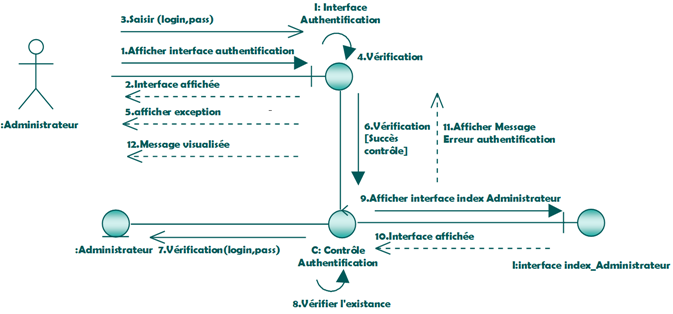 3.Saisir (login,pass)
I: Interface
Authentification
1.Afficher interface authentification
4.Vérification
2.Interface affichée
5.afficher exception
12.Message visualisée
:Administrateur
6.Vérification
[Succès
contrôle]
11.Afficher Message
Erreur authentification
9.Afficher interface index Administrateur
10.Interface affichée
:Administrateur
7.Vérification(login,pass)
C: Contrôle
Authentification
I:interface index_Administrateur
8.Vérifier l'existance